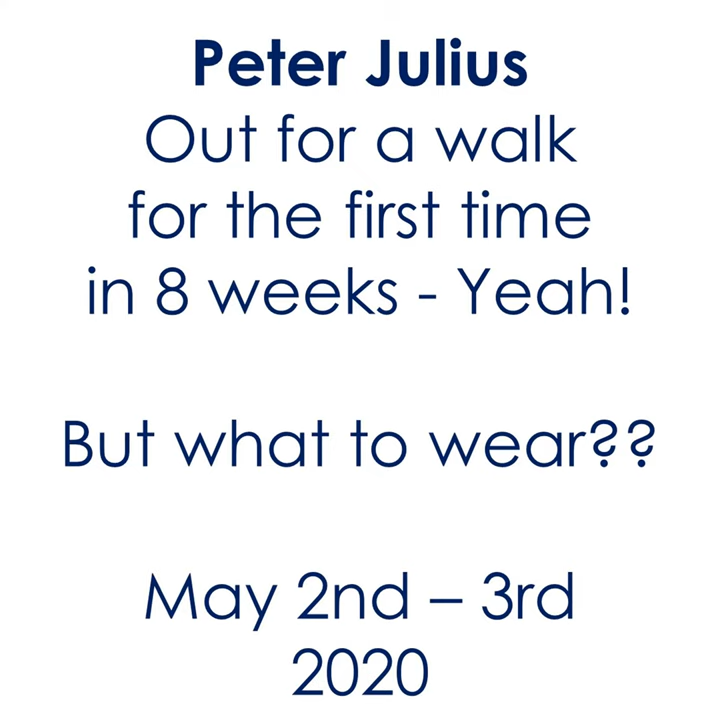 Peter Julius
Out for a walk
for the first time
in 8 weeks - Yeah!
But what to wear??
May 2nd – 3rd
2020